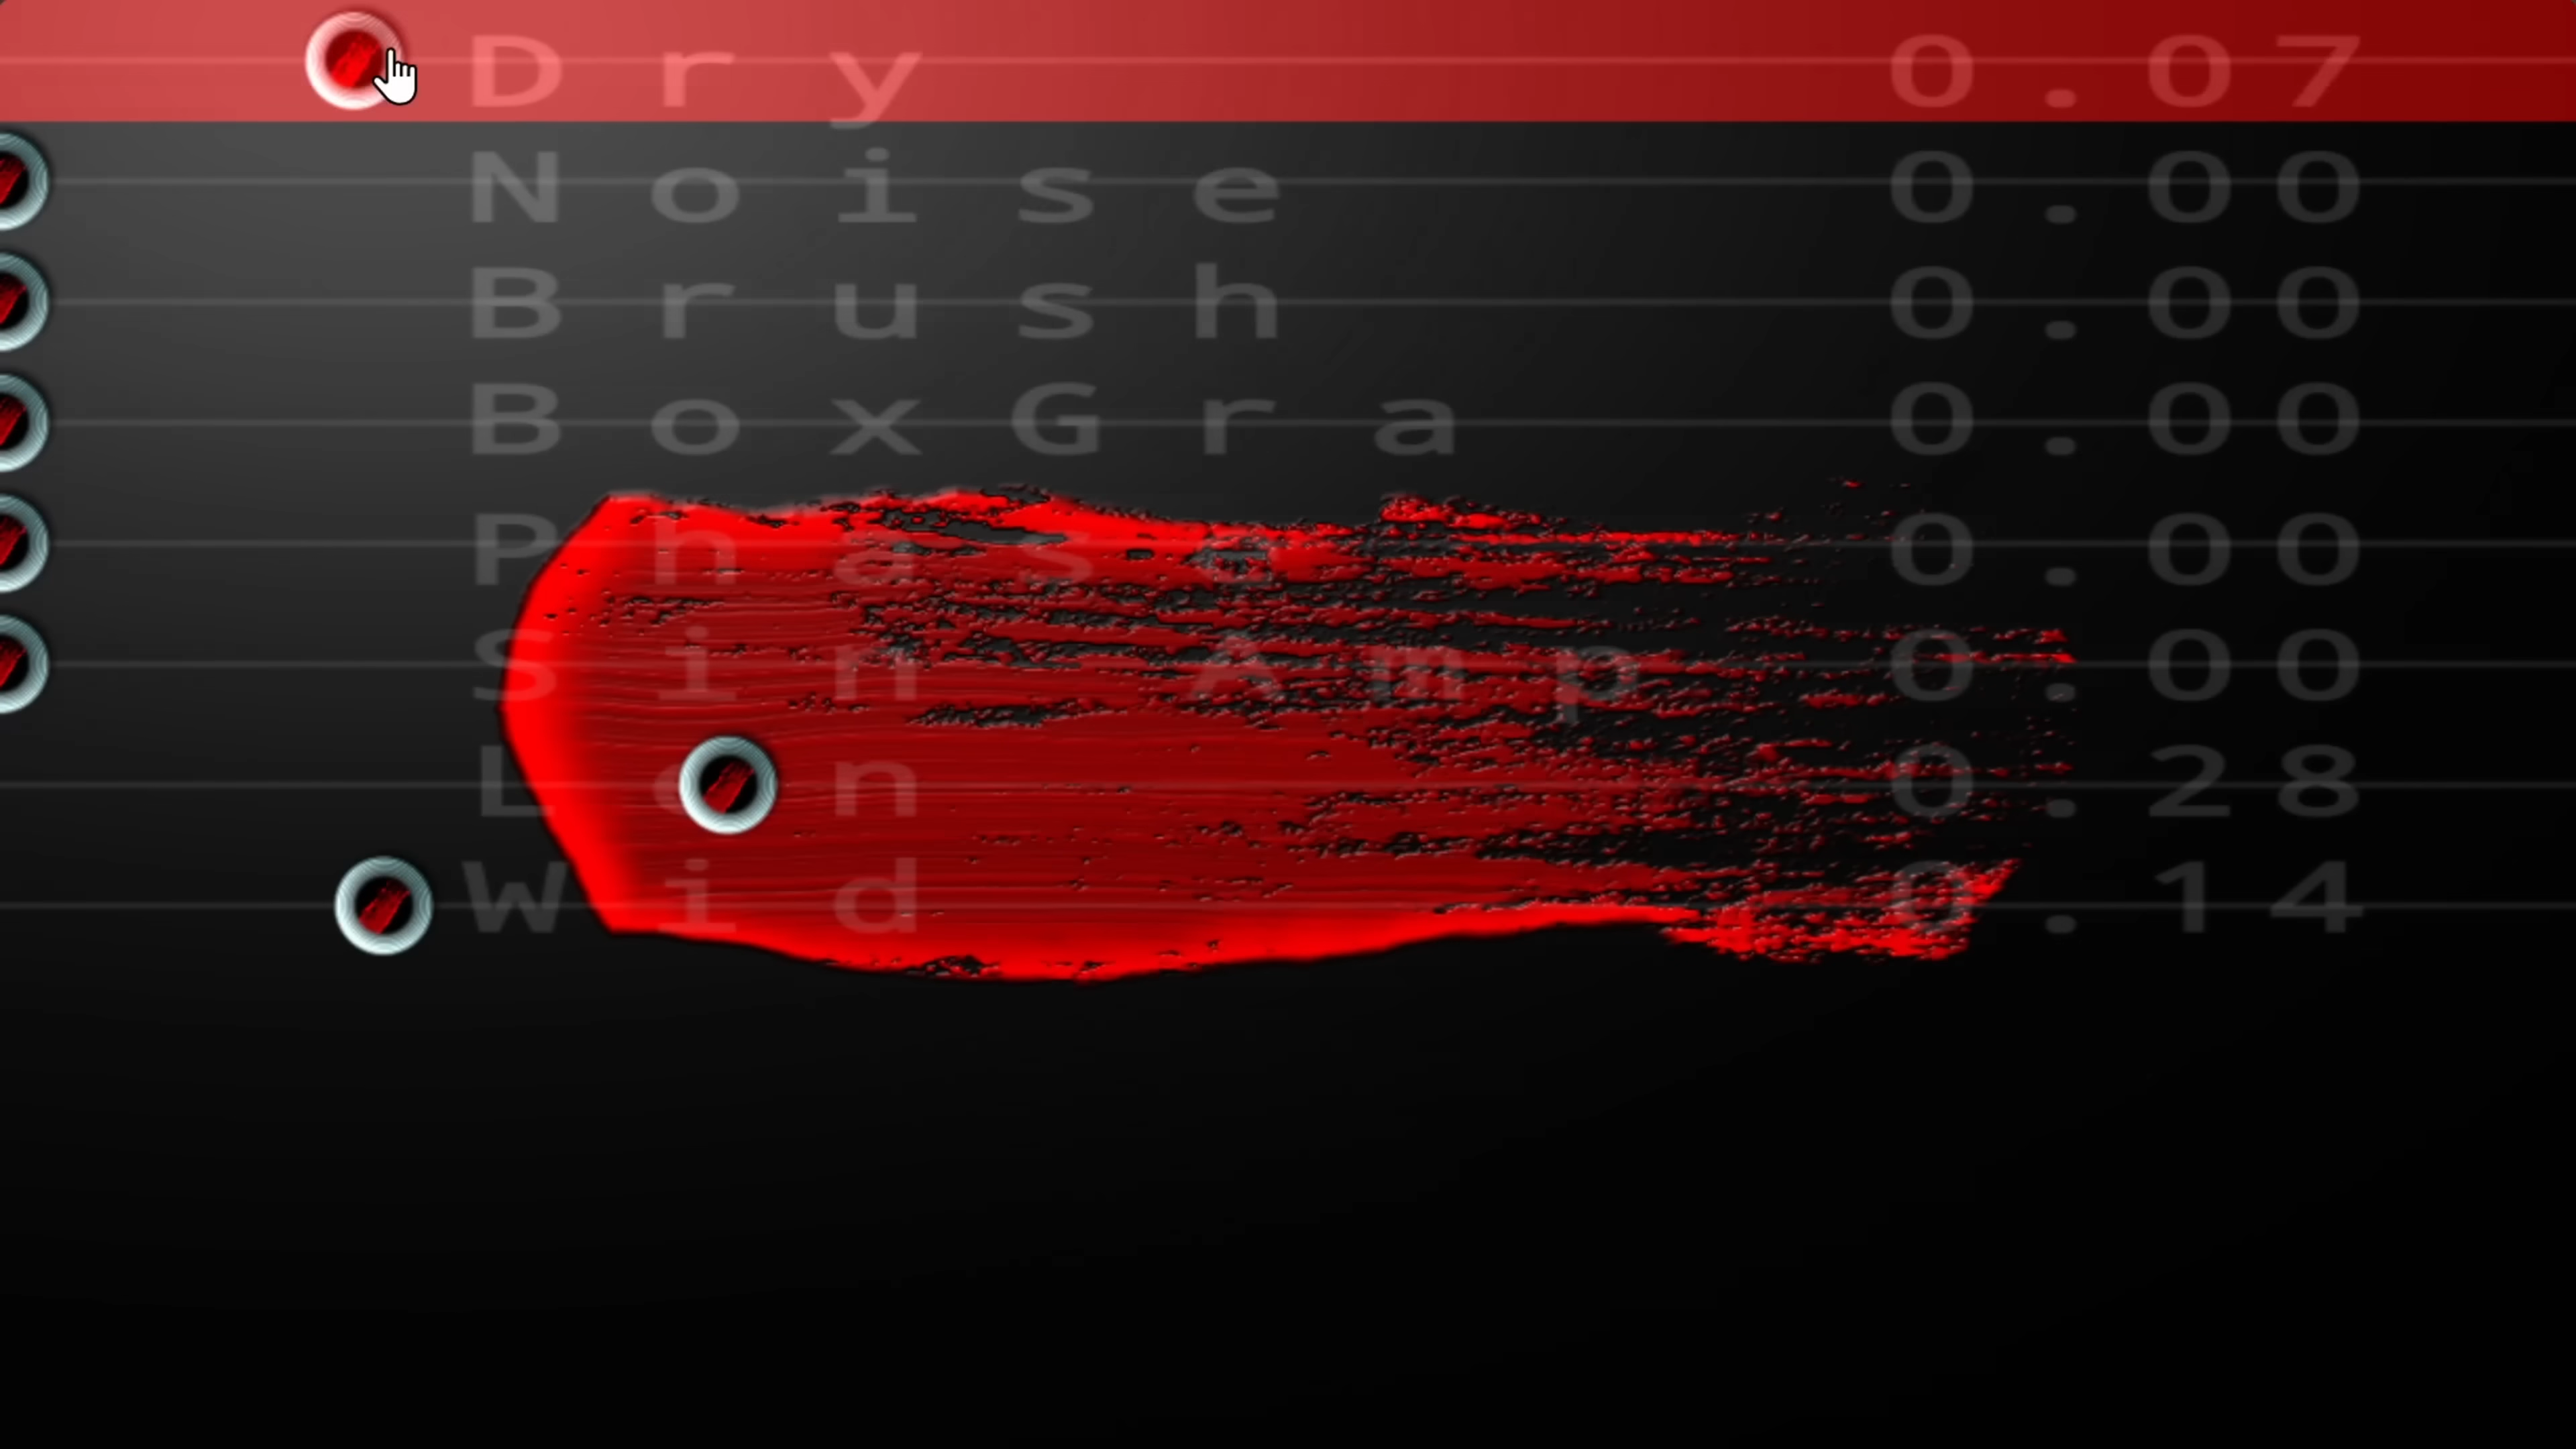 Dry 0.07
Noise 0.00
Brush 0.00
BoxGra 0.00
Phase 0.00
Sin Amp 0.00
Len 0.28
Wid 0.14